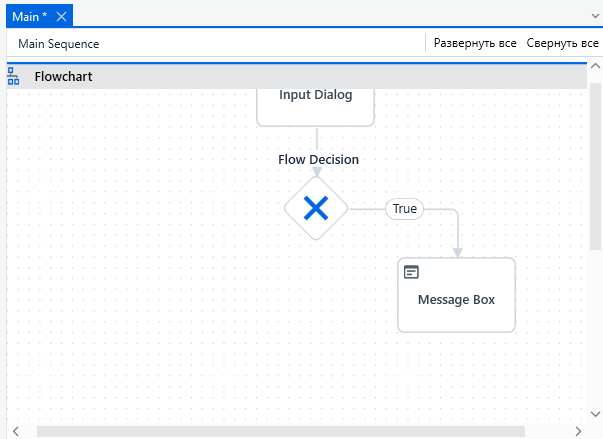 Main *
Main Sequence
Развернуть все Свернуть все
Flowchart
Input Dialog
Flow Decision
True
Message Box